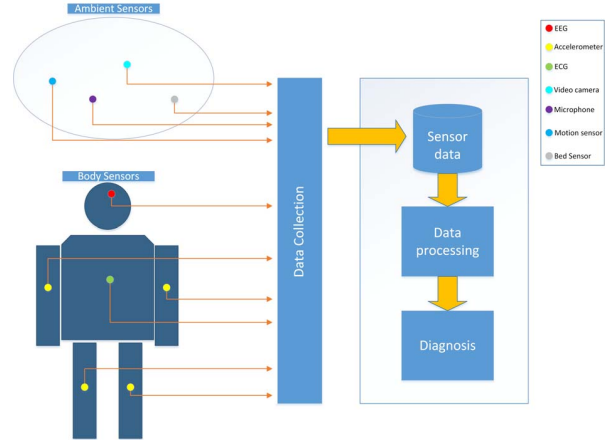 Ambient Sensors
Body Sensors
Data Collection
Sensor
data
Data
processing
Diagnosis
EEG
Accelerometer
ECG
Video camera
Microphone
Motion sensor
Bed Sensor